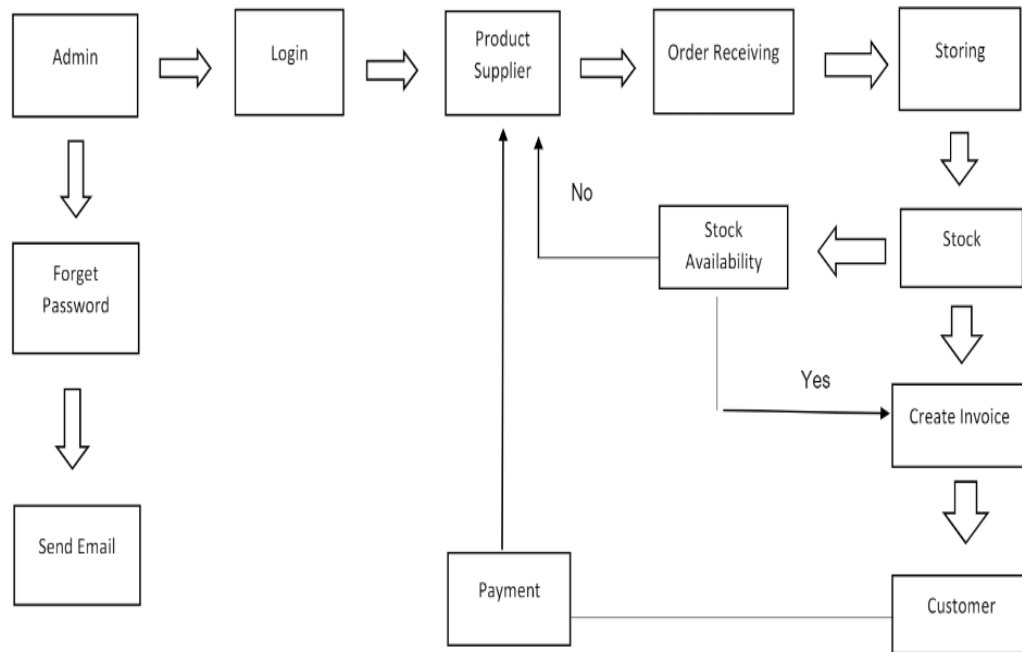 Admin
Login
Product
Supplier
Order Receiving
Storing
No
Stock
Availability
Stock
Forget
Password
Yes
Create Invoice
Send Email
Payment
Customer